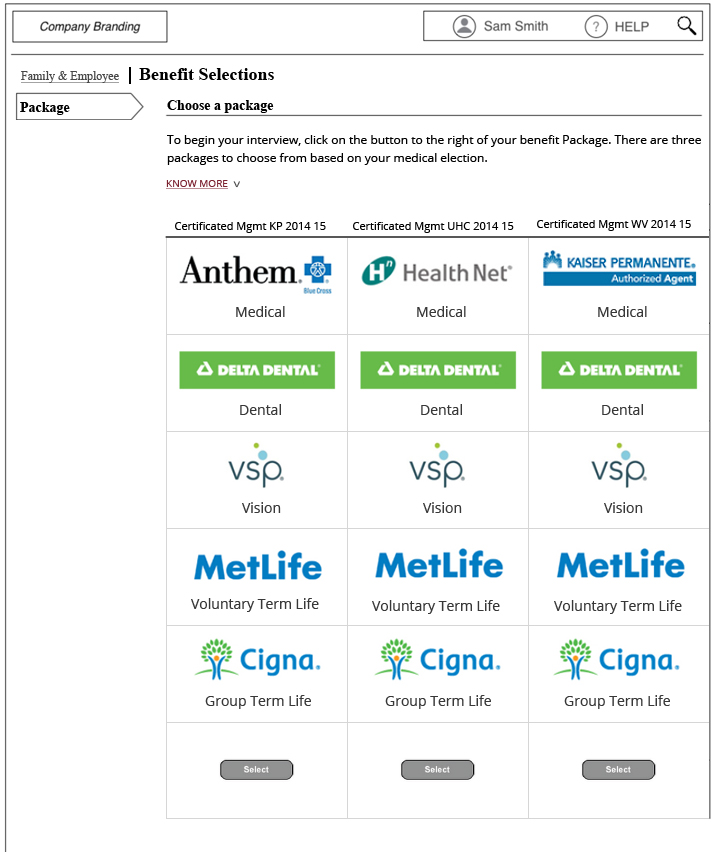 Company Branding
Sam Smith
? HELP
Family & Employee | Benefit Selections
Package
Choose a package
To begin your interview, click on the button to the right of your benefit Package. There are three
packages to choose from based on your medical election.
KNOW MORE v
Certificated Mgmt KP 2014 15
Certificated Mgmt UHC 2014 15
Certificated Mgmt WV 2014 15
Anthem.
Blue Cross
Medical
Hn Health Net®
Medical
KAISER PERMANENTE®
Authorized Agent
Medical
DELTA DENTAL®
Dental
DELTA DENTAL®
Dental
DELTA DENTAL®
Dental
vsp.
Vision
vsp.
Vision
vsp.
Vision
MetLife
Voluntary Term Life
MetLife
Voluntary Term Life
MetLife
Voluntary Term Life
Cigna.
Group Term Life
Cigna.
Group Term Life
Cigna.
Group Term Life
Select
Select
Select